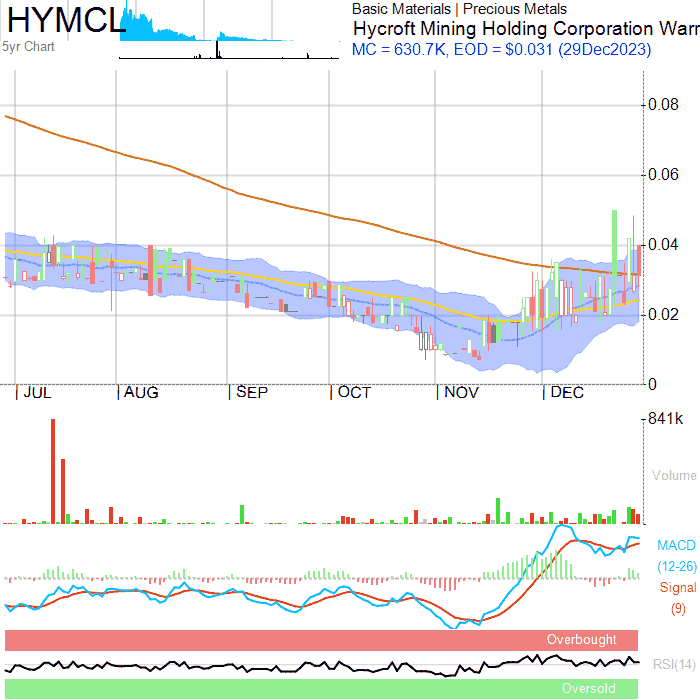 HYMCL
5yr Chart
Basic Materials | Precious Metals
Hycroft Mining Holding Corporation Warr
MC = 630.7K, EOD = $0.031 (29Dec2023)
0.08
0.06
0.04
0.02
0
JUL AUG SEP OCT NOV DEC
841k
Volume
MACD
(12-26)
Signal
(9)
Overbought
RSI(14)
Oversold